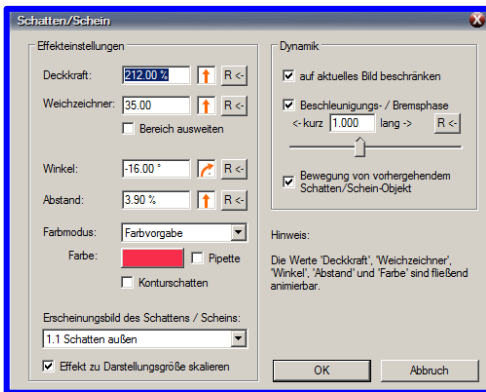 Schatten/Schein
Effekteinstellungen
Deckkraft: 212.00 % R <-
Weichzeichner: 35.00 R <-
Bereich ausweiten
Winkel: -16.00 ° R <-
Abstand: 3.90 % R <-
Farbmodus: Farbvorgabe
Farbe: Pipette
Konturschatten
Erscheinungsbild des Schattens / Scheins:
1.1 Schatten außen
Effekt zu Darstellungsgröße skalieren
Dynamik
auf aktuelles Bild beschränken
Beschleunigungs- / Bremsphase
<- kurz 1.000 lang -> R <-
Bewegung von vorhergehendem
Schatten/Schein-Objekt
Hinweis:
Die Werte 'Deckkraft', 'Weichzeichner',
'Winkel', 'Abstand' und 'Farbe' sind fließend
animierbar.
OK Abbruch